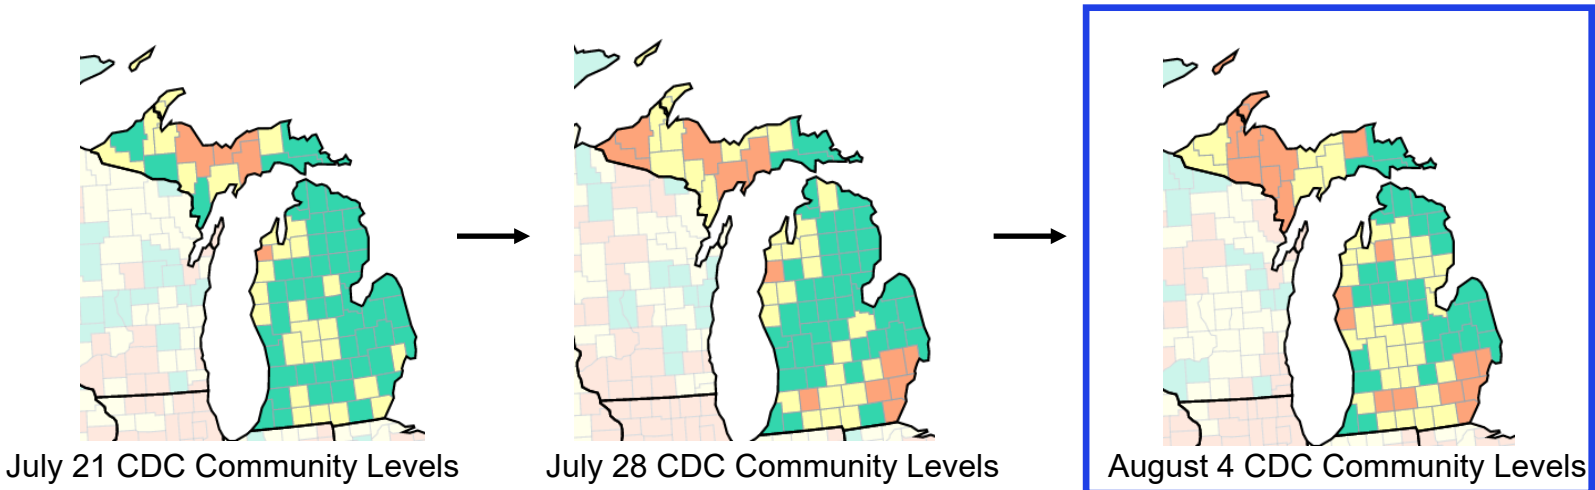 July 21 CDC Community Levels
July 28 CDC Community Levels
August 4 CDC Community Levels